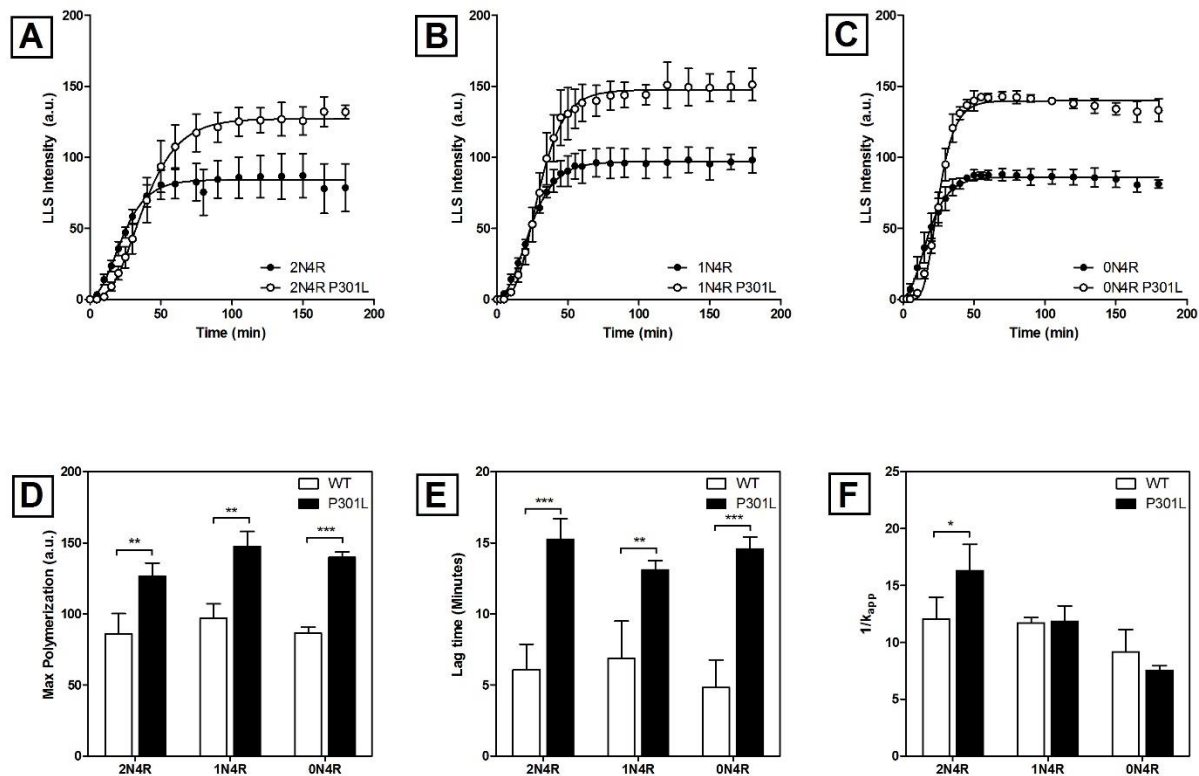 A
200
150
100
50
0
LLS Intensity (a.u.)
2N4R
2N4R P301L
0 50 100 150 200
Time (min)
B
200
150
100
50
0
LLS Intensity (a.u.)
1N4R
1N4R P301L
0 50 100 150 200
Time (min)
C
200
150
100
50
0
LLS Intensity (a.u.)
0N4R
0N4R P301L
0 50 100 150 200
Time (min)
D
200
150
100
50
0
Max Polymerization (a.u.)
WT
P301L
** ** ***
2N4R 1N4R 0N4R
E
20
15
10
5
0
Lag time (Minutes)
WT
P301L
*** ** ***
2N4R 1N4R 0N4R
F
25
20
15
10
5
0
1/kapp
WT
P301L
*
2N4R 1N4R 0N4R